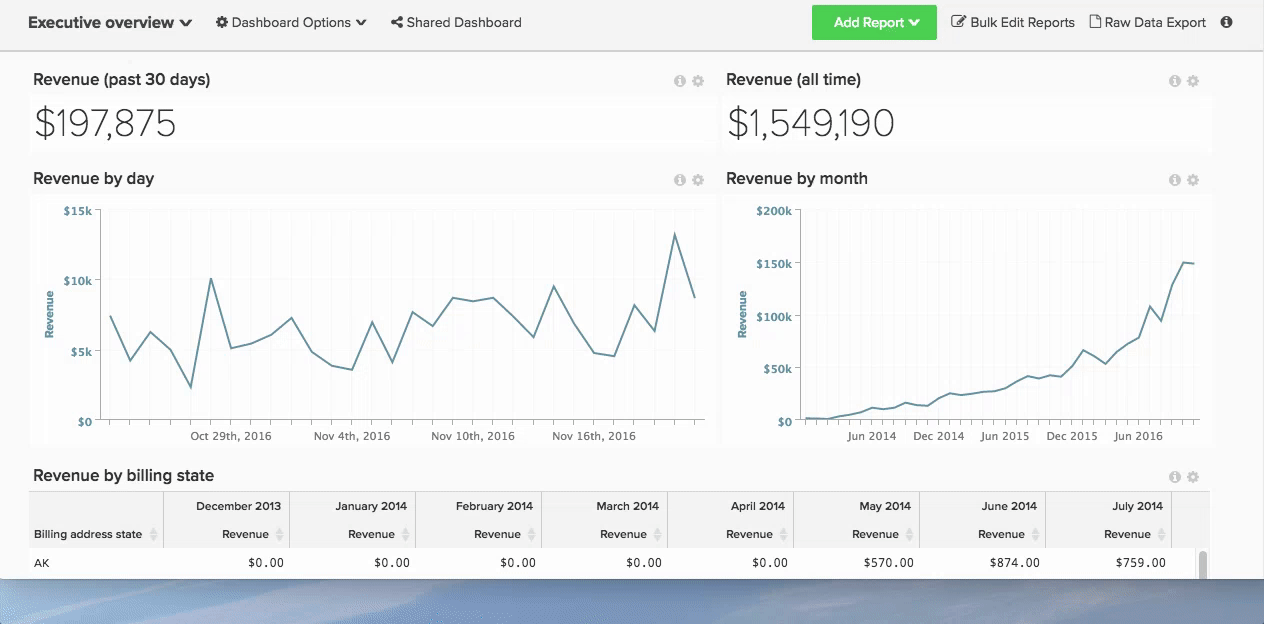 Executive overview Dashboard Options Shared Dashboard Add Report Bulk Edit Reports Raw Data Export
Revenue (past 30 days) Revenue (all time)
$197,875 $1,549,190
Revenue by day
$15k
$10k
$5k
$0
Revenue
Oct 29th, 2016 Nov 4th, 2016 Nov 10th, 2016 Nov 16th, 2016
Revenue by month
$200k
$150k
$100k
$50k
$0
Revenue
Jun 2014 Dec 2014 Jun 2015 Dec 2015 Jun 2016
Revenue by billing state
December 2013 January 2014 February 2014 March 2014 April 2014 May 2014 June 2014 July 2014
Billing address state Revenue Revenue Revenue Revenue Revenue Revenue Revenue Revenue
AK $0.00 $0.00 $0.00 $0.00 $0.00 $570.00 $874.00 $759.00